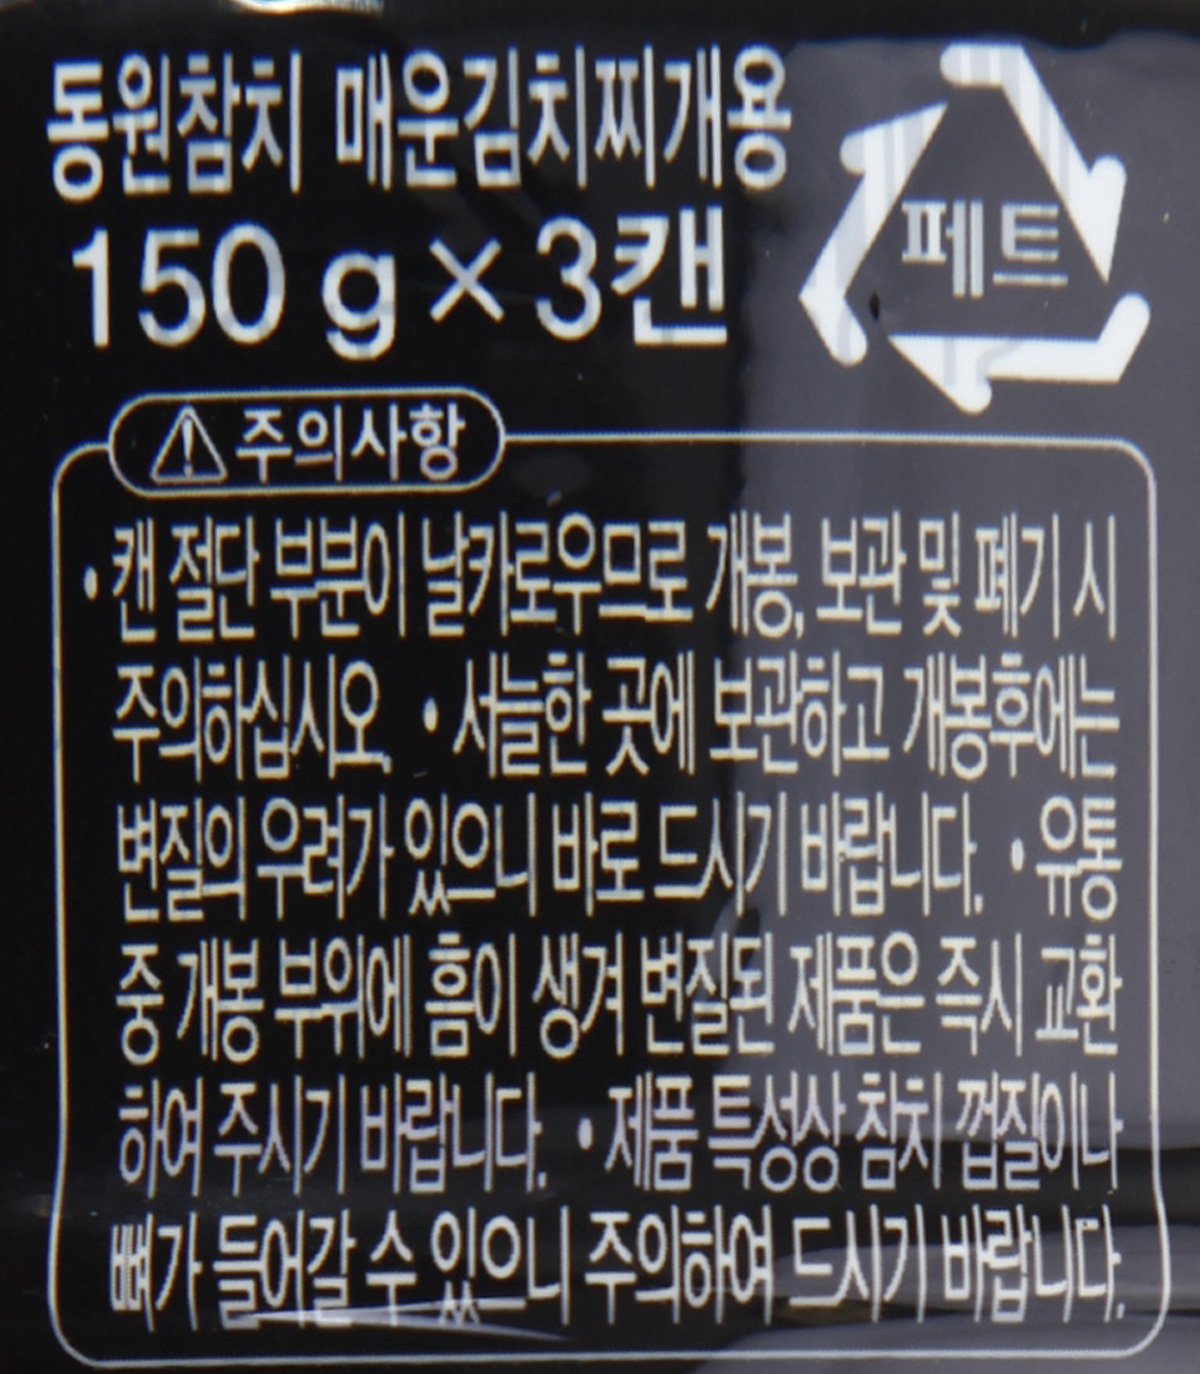 동원참치 매운김치찌개용
150 g × 3캔
페트
주의사항
• 캔 절단 부분이 날카로우므로 개봉, 보관 및 폐기 시
주의하십시오. • 서늘한 곳에 보관하고 개봉후에는
변질의 우려가 있으니 바로 드시기 바랍니다. • 유통
중 개봉 부위에 흠이 생겨 변질된 제품은 즉시 교환
하여 주시기 바랍니다. • 제품 특성상 참치 껍질이나
뼈가 들어갈 수 있으니 주의하여 드시기 바랍니다.